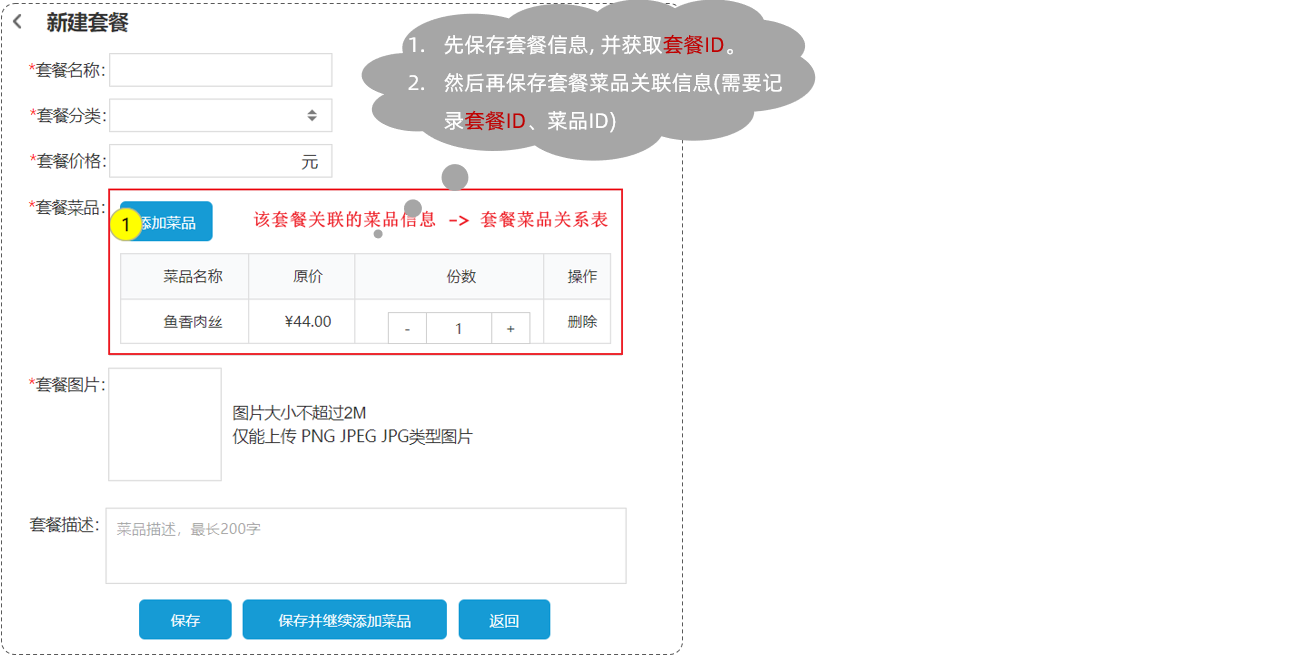 新建套餐
1. 先保存套餐信息, 并获取套餐ID。
2. 然后再保存套餐菜品关联信息(需要记
录套餐ID、菜品ID)
*套餐名称:
*套餐分类:
*套餐价格: 元
*套餐菜品:
1 添加菜品 该套餐关联的菜品信息 -> 套餐菜品关系表
菜品名称 原价 份数 操作
鱼香肉丝 ¥44.00 - 1 + 删除
*套餐图片:
图片大小不超过2M
仅能上传 PNG JPEG JPG类型图片
套餐描述:
菜品描述，最长200字
保存 保存并继续添加菜品 返回